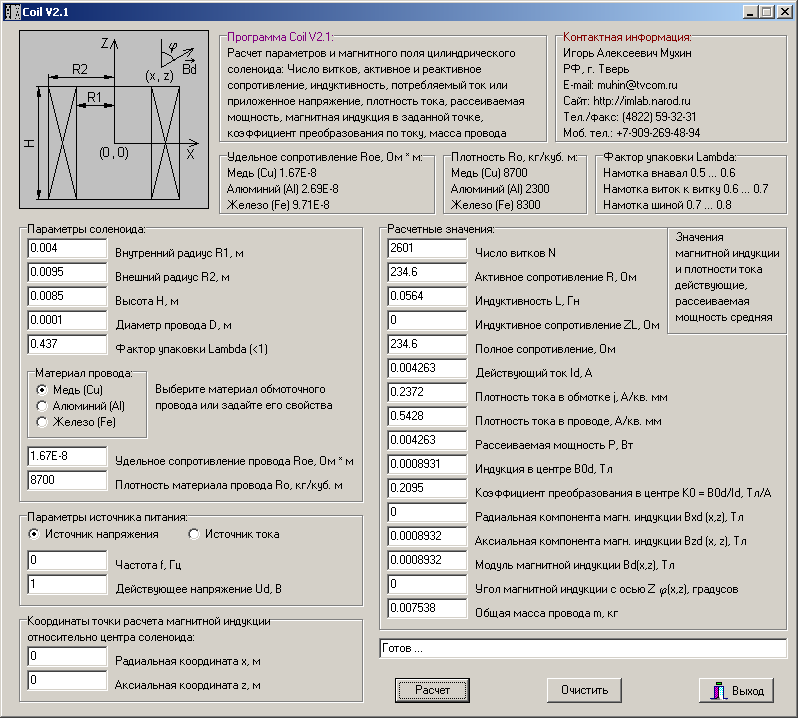 Coil V2.1
Z
φ
Bd
(x, z)
R2
R1
H
(0, 0)
X
Программа Coil V2.1:
Расчет параметров и магнитного поля цилиндрического
соленоида: Число витков, активное и реактивное
сопротивление, индуктивность, потребляемый ток или
приложенное напряжение, плотность тока, рассеиваемая
мощность, магнитная индукция в заданной точке,
коэффициент преобразования по току, масса провода
Контактная информация:
Игорь Алексеевич Мухин
РФ, г. Тверь
E-mail: muhin@tvcom.ru
Сайт: http://imlab.narod.ru
Тел./Факс: (4822) 59-32-31
Моб. тел.: +7-909-269-48-94
Удельное сопротивление Roe, Ом * м:
Медь (Cu) 1.67E-8
Алюминий (Al) 2.69E-8
Железо (Fe) 9.71E-8
Плотность Ro, кг/куб. м:
Медь (Cu) 8700
Алюминий (Al) 2300
Железо (Fe) 8300
Фактор упаковки Lambda:
Намотка внавал 0.5 ... 0.6
Намотка виток к витку 0.6 ... 0.7
Намотка шиной 0.7 ... 0.8
Параметры соленоида:
0.004 Внутренний радиус R1, м
0.0095 Внешний радиус R2, м
0.0085 Высота H, м
0.0001 Диаметр провода D, м
0.437 Фактор упаковки Lambda (<1)
Материал провода:
Медь (Cu)
Алюминий (Al)
Железо (Fe)
Выберите материал обмоточного
провода или задайте его свойства
1.67E-8 Удельное сопротивление провода Roe, Ом * м
8700 Плотность материала провода Ro, кг/куб. м
Параметры источника питания:
Источник напряжения Источник тока
0 Частота f, Гц
1 Действующее напряжение Ud, В
Координаты точки расчета магнитной индукции
относительно центра соленоида:
0 Радиальная координата x, м
0 Аксиальная координата z, м
Расчетные значения:
2601 Число витков N
234.6 Активное сопротивление R, Ом
0.0564 Индуктивность L, Гн
0 Индуктивное сопротивление ZL, Ом
234.6 Полное сопротивление, Ом
0.004263 Действующий ток Id, А
0.2372 Плотность тока в обмотке j, А/кв. мм
0.5428 Плотность тока в проводе, А/кв. мм
0.004263 Рассеиваемая мощность P, Вт
0.0008931 Индукция в центре B0d, Тл
0.2095 Коэффициент преобразования в центре K0 = B0d/Id, Тл/А
0 Радиальная компонента магн. индукции Bxd (x,z), Тл
0.0008932 Аксиальная компонента магн. индукции Bzd (x, z), Тл
0.0008932 Модуль магнитной индукции Bd(x,z), Тл
0 Угол магнитной индукции с осью Z φ(x,z), градусов
0.007538 Общая масса провода m, кг
Значения
магнитной индукции
и плотности тока
действующие,
рассеиваемая
мощность средняя
Готов ...
Расчет
Очистить
Выход